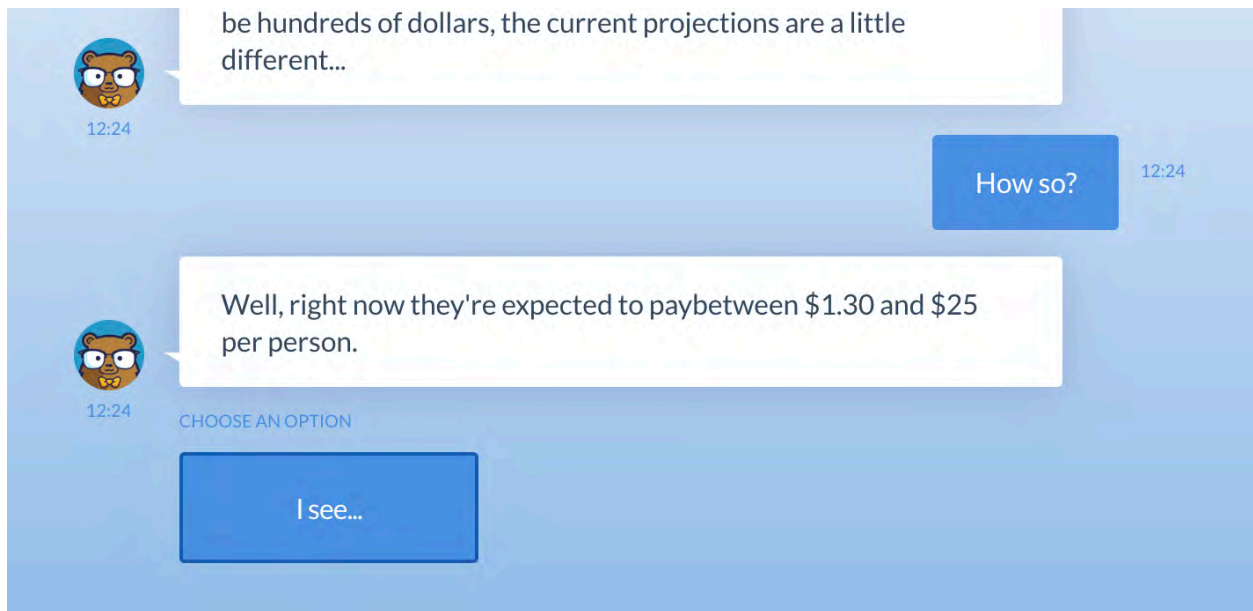 be hundreds of dollars, the current projections are a little
different...
12:24
How so?
12:24
Well, right now they're expected to paybetween $1.30 and $25
per person.
12:24
CHOOSE AN OPTION
I see...